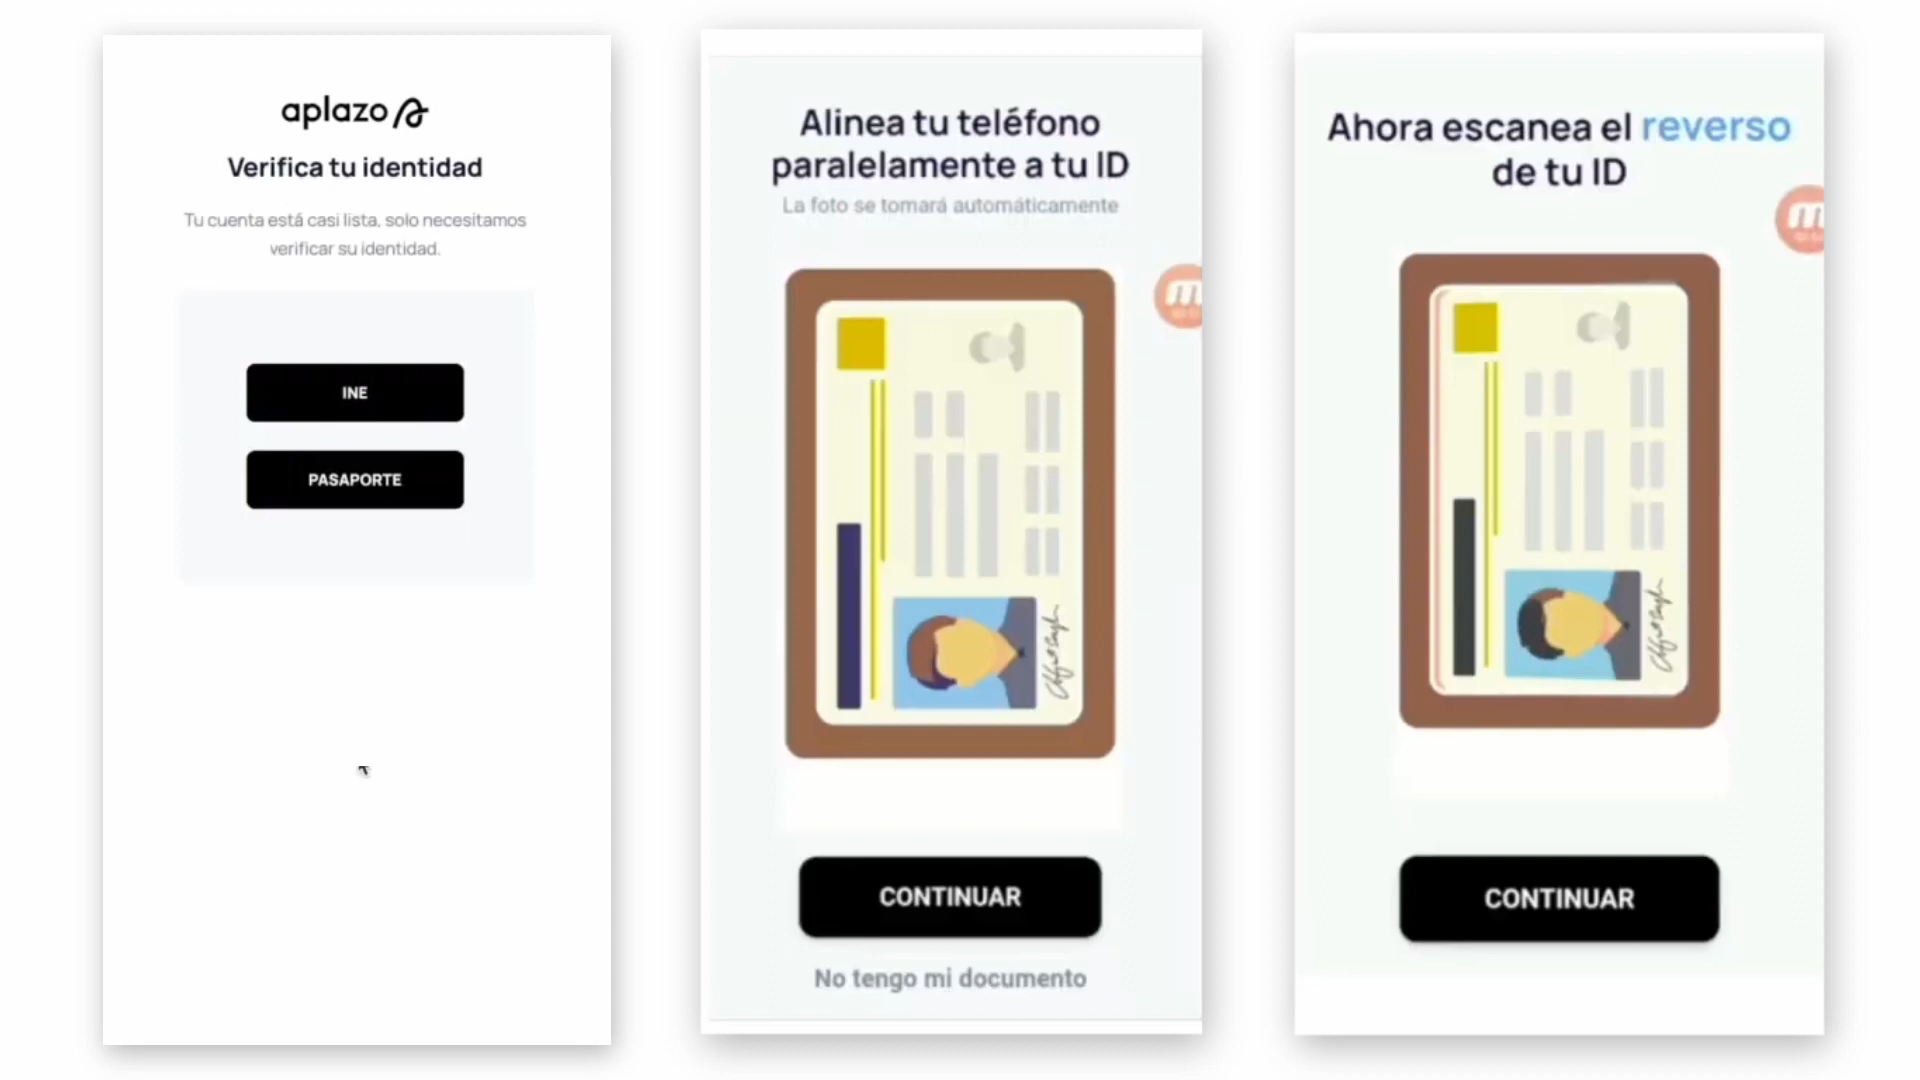 aplazo
Verifica tu identidad
Tu cuenta está casi lista, solo necesitamos
verificar su identidad.
INE
PASAPORTE
Alinea tu teléfono
paralelamente a tu ID
La foto se tomará automáticamente
CONTINUAR
No tengo mi documento
Ahora escanea el reverso
de tu ID
CONTINUAR